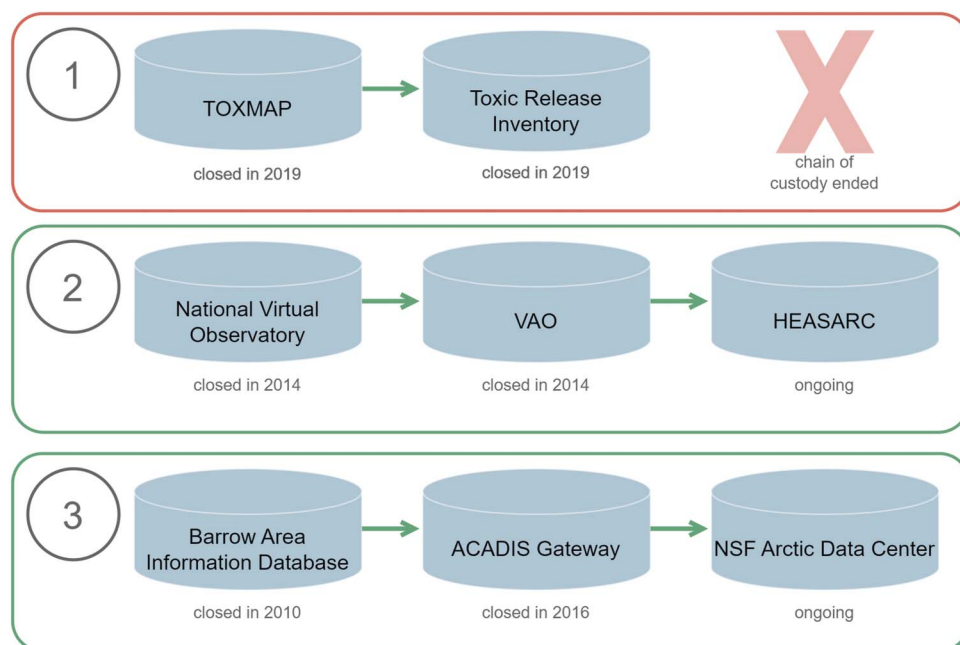 1
TOXMAP
closed in 2019
Toxic Release
Inventory
closed in 2019
X
chain of
custody ended
2
National Virtual
Observatory
closed in 2014
VAO
closed in 2014
HEASARC
ongoing
3
Barrow Area
Information Database
closed in 2010
ACADIS Gateway
closed in 2016
NSF Arctic Data Center
ongoing